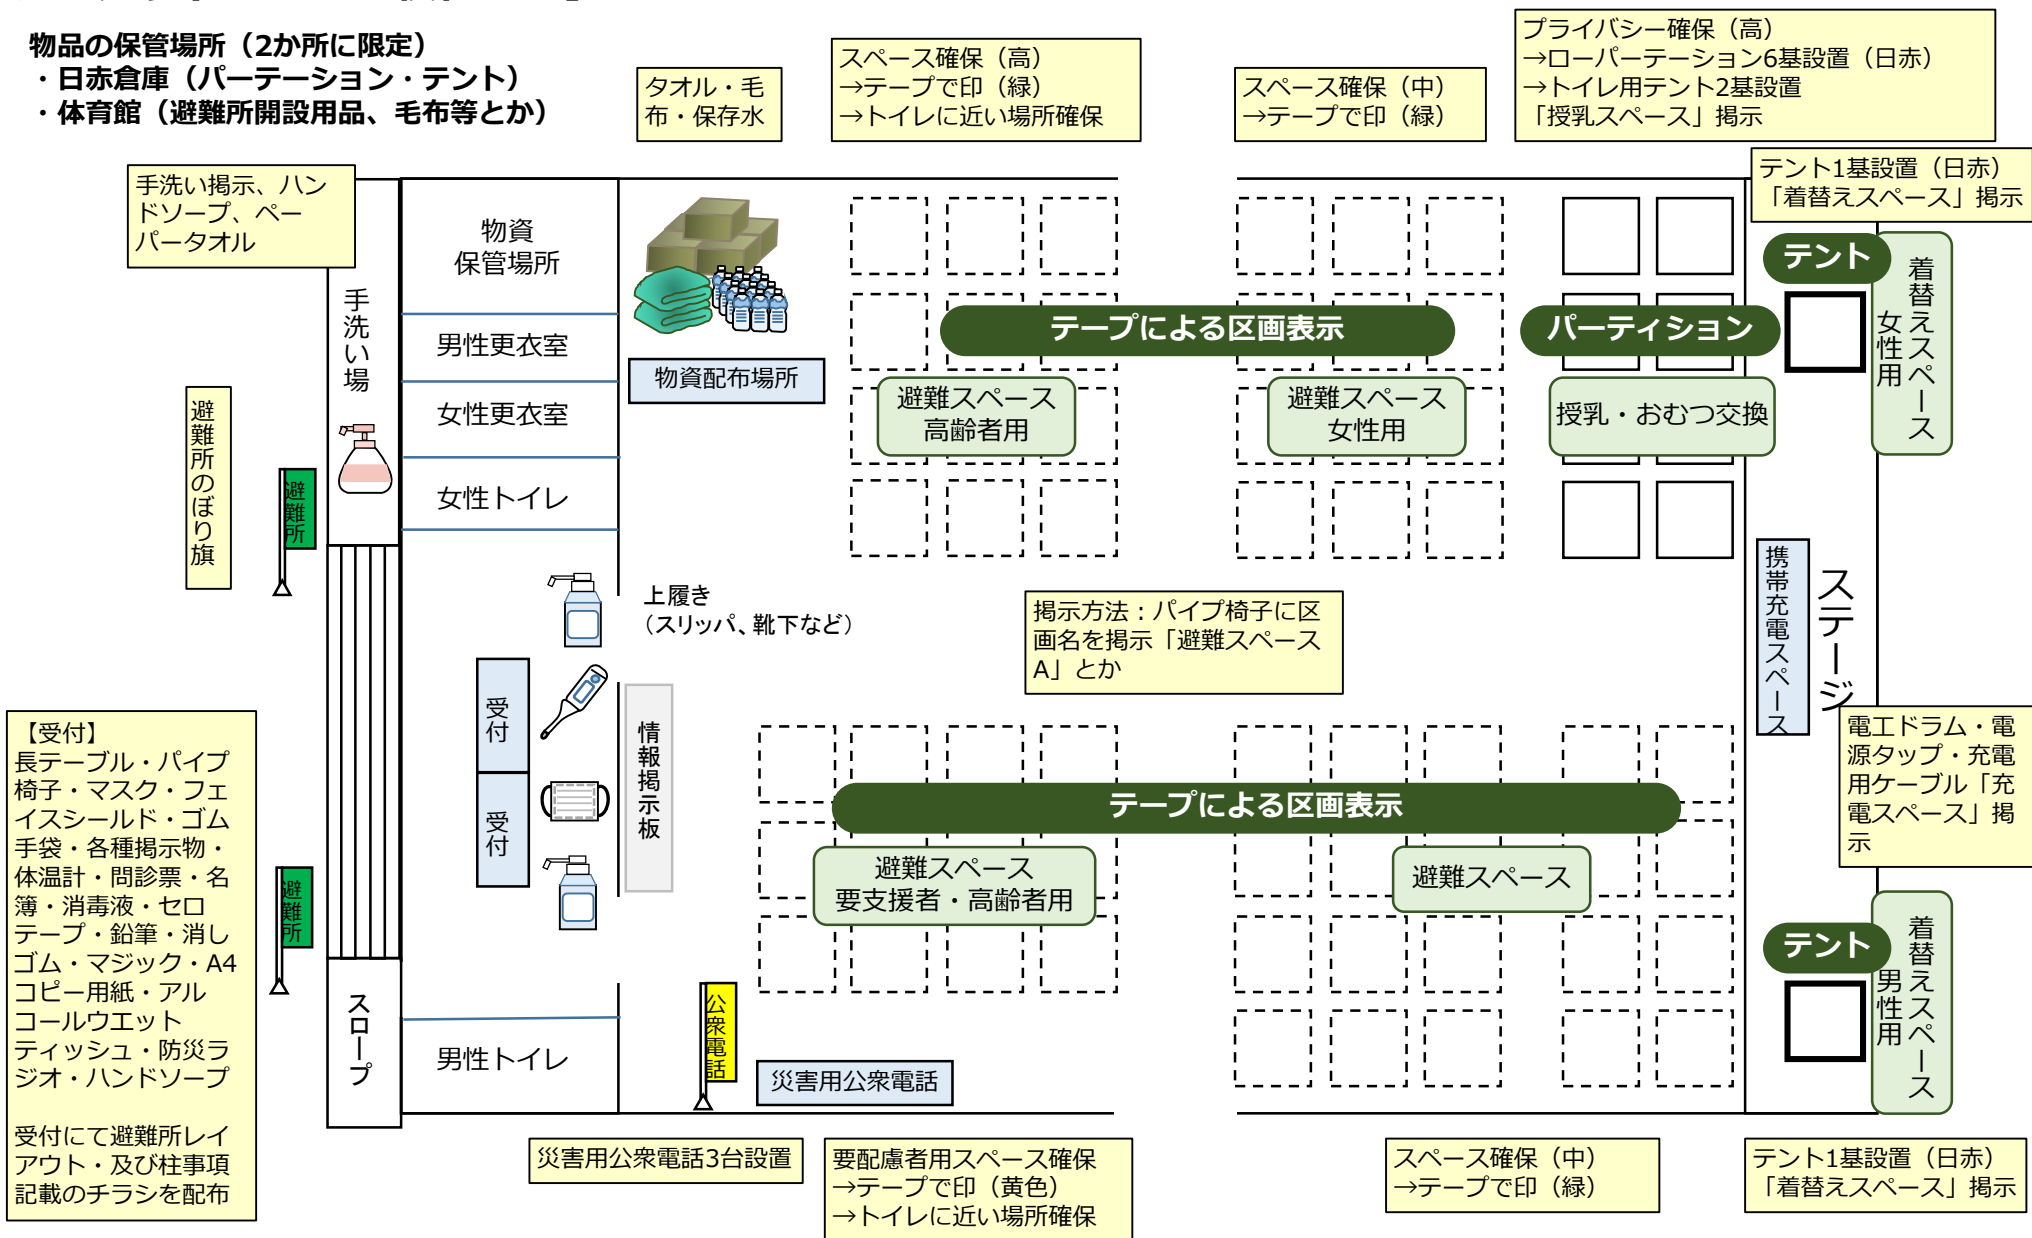 物品の保管場所（2か所に限定）
・日赤倉庫（パーテーション・テント）
・体育館（避難所開設用品、毛布等とか）
タオル・毛
布・保存水
スペース確保（高）
→テープで印（緑）
→トイレに近い場所確保
スペース確保（中）
→テープで印（緑）
プライバシー確保（高）
→ローパーテーション6基設置（日赤）
→トイレ用テント2基設置
「授乳スペース」掲示
テント1基設置（日赤）
「着替えスペース」掲示
手洗い掲示、ハン
ドソープ、ペー
パータオル
手洗い場
物資
保管場所
男性更衣室
女性更衣室
女性トイレ
物資配布場所
テープによる区画表示
パーティション
テント
着替えスペース
女性用
避難スペース
高齢者用
避難スペース
女性用
授乳・おむつ交換
避難所のぼり旗
避難所
上履き
（スリッパ、靴下など）
掲示方法：パイプ椅子に区
画名を掲示「避難スペース
A」とか
携帯充電スペース
ステージ
受付
受付
情報掲示板
電工ドラム・電
源タップ・充電
用ケーブル「充
電スペース」掲
示
【受付】
長テーブル・パイプ
椅子・マスク・フェ
イスシールド・ゴム
手袋・各種掲示物・
体温計・問診票・名
簿・消毒液・セロ
テープ・鉛筆・消し
ゴム・マジック・A4
コピー用紙・アル
コールウエット
ティッシュ・防災ラ
ジオ・ハンドソープ
受付にて避難所レイ
アウト・及び柱事項
記載のチラシを配布
避難所
テープによる区画表示
避難スペース
要支援者・高齢者用
避難スペース
テント
着替えスペース
男性用
スロープ
男性トイレ
公衆電話
災害用公衆電話
災害用公衆電話3台設置
要配慮者用スペース確保
→テープで印（黄色）
→トイレに近い場所確保
スペース確保（中）
→テープで印（緑）
テント1基設置（日赤）
「着替えスペース」掲示